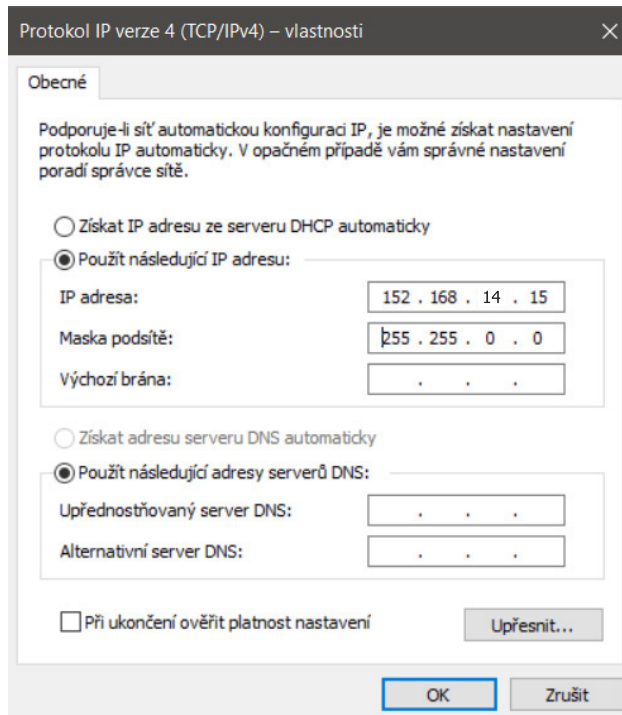 Protokol IP verze 4 (TCP/IPv4) – vlastnosti
Obecné
Podporuje-li síť automatickou konfiguraci IP, je možné získat nastavení
protokolu IP automaticky. V opačném případě vám správné nastavení
poradí správce sítě.
Získat IP adresu ze serveru DHCP automaticky
Použít následující IP adresu:
IP adresa: 152 . 168 . 14 . 15
Maska podsítě: 255 . 255 . 0 . 0
Výchozí brána: . . .
Získat adresu serveru DNS automaticky
Použít následující adresy serverů DNS:
Upřednostňovaný server DNS: . . .
Alternativní server DNS: . . .
Při ukončení ověřit platnost nastavení
Upřesnit...
OK Zrušit